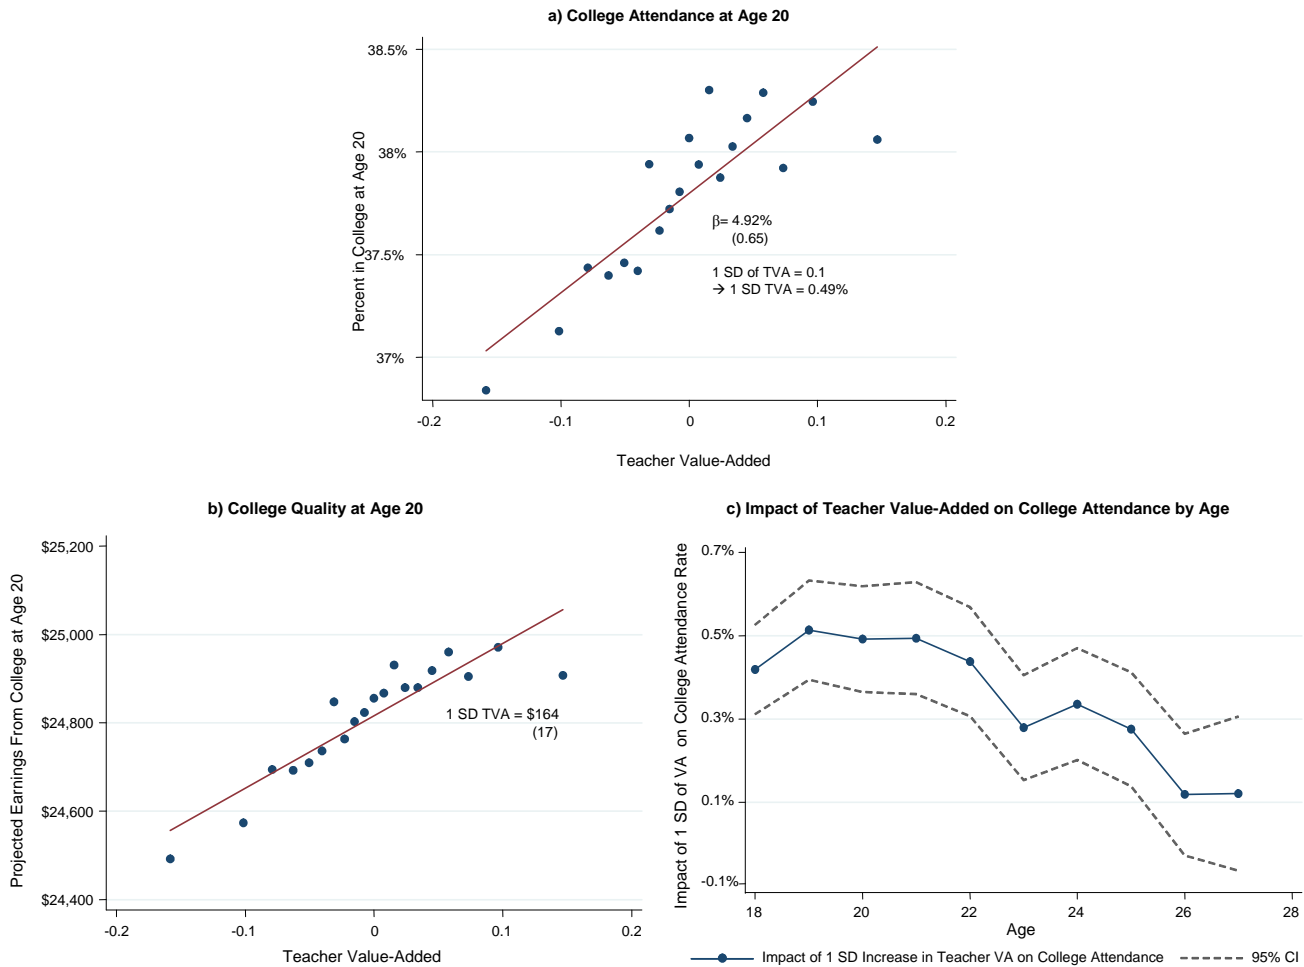 a) College Attendance at Age 20
38.5%
38%
37.5%
37%
Percent in College at Age 20
β= 4.92%
(0.65)
1 SD of TVA = 0.1
→ 1 SD TVA = 0.49%
-0.2 -0.1 0 0.1 0.2
Teacher Value-Added
b) College Quality at Age 20
$25,200
$25,000
$24,800
$24,600
$24,400
Projected Earnings From College at Age 20
1 SD TVA = $164
(17)
-0.2 -0.1 0 0.1 0.2
Teacher Value-Added
c) Impact of Teacher Value-Added on College Attendance by Age
0.7%
0.5%
0.3%
0.1%
-0.1%
Impact of 1 SD of VA on College Attendance Rate
18 20 22 24 26 28
Age
Impact of 1 SD Increase in Teacher VA on College Attendance 95% CI